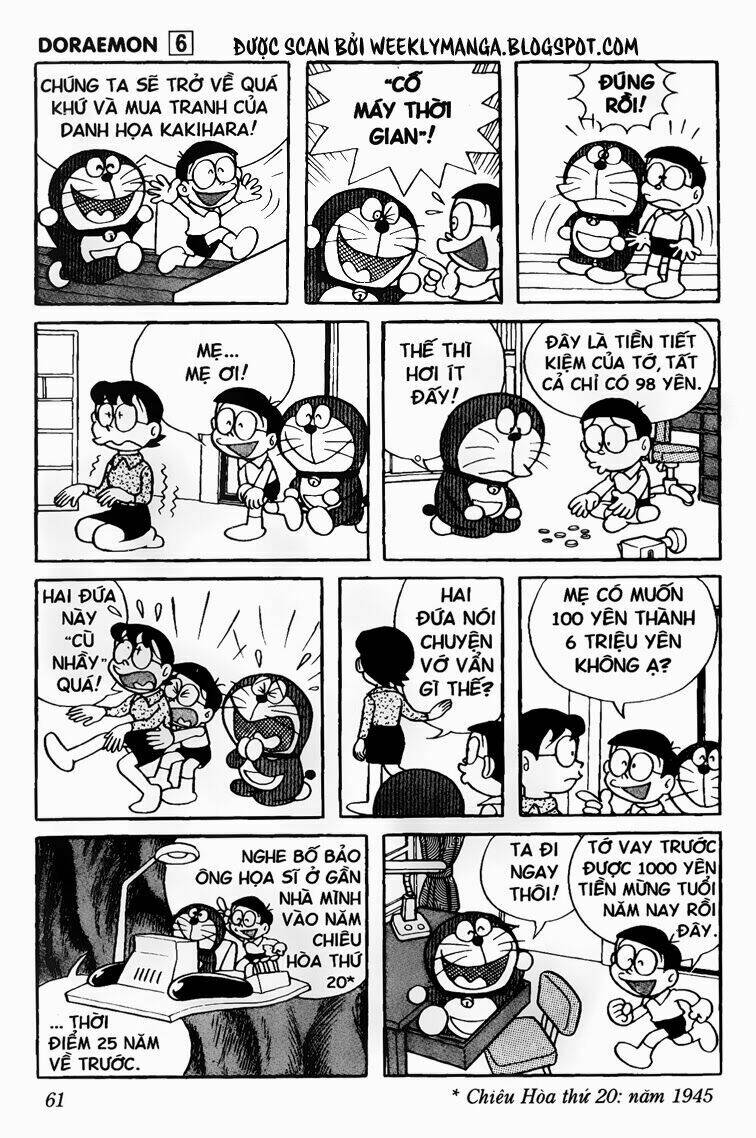 DORAEMON 6
ĐƯỢC SCAN BỞI WEEKLYMANGA.BLOGSPOT.COM
ĐÚNG
RỒI!
"CỖ
MÁY THỜI
GIAN"!
CHÚNG TA SẼ TRỞ VỀ QUÁ
KHỨ VÀ MUA TRANH CỦA
DANH HỌA KAKIHARA!
ĐÂY LÀ TIỀN TIẾT
KIỆM CỦA TỚ, TẤT
CẢ CHỈ CÓ 98 YÊN.
THẾ THÌ
HƠI ÍT
ĐẤY!
MẸ...
MẸ ƠI!
MẸ CÓ MUỐN
100 YÊN THÀNH
6 TRIỆU YÊN
KHÔNG Ạ?
HAI
ĐỨA NÓI
CHUYỆN
VỚ VẨN
GÌ THẾ?
HAI ĐỨA
NÀY
"CÙ
NHẦY"
QUÁ!
TỚ VAY TRƯỚC
ĐƯỢC 1000 YÊN
TIỀN MỪNG TUỔI
NĂM NAY RỒI
ĐÂY.
TA ĐI
NGAY
THÔI!
NGHE BỐ BẢO
ÔNG HỌA SĨ Ở GẦN
NHÀ MÌNH
VÀO NĂM
CHIÊU
HÒA THỨ
20*
... THỜI
ĐIỂM 25 NĂM
VỀ TRƯỚC.
61
* Chiêu Hòa thứ 20: năm 1945